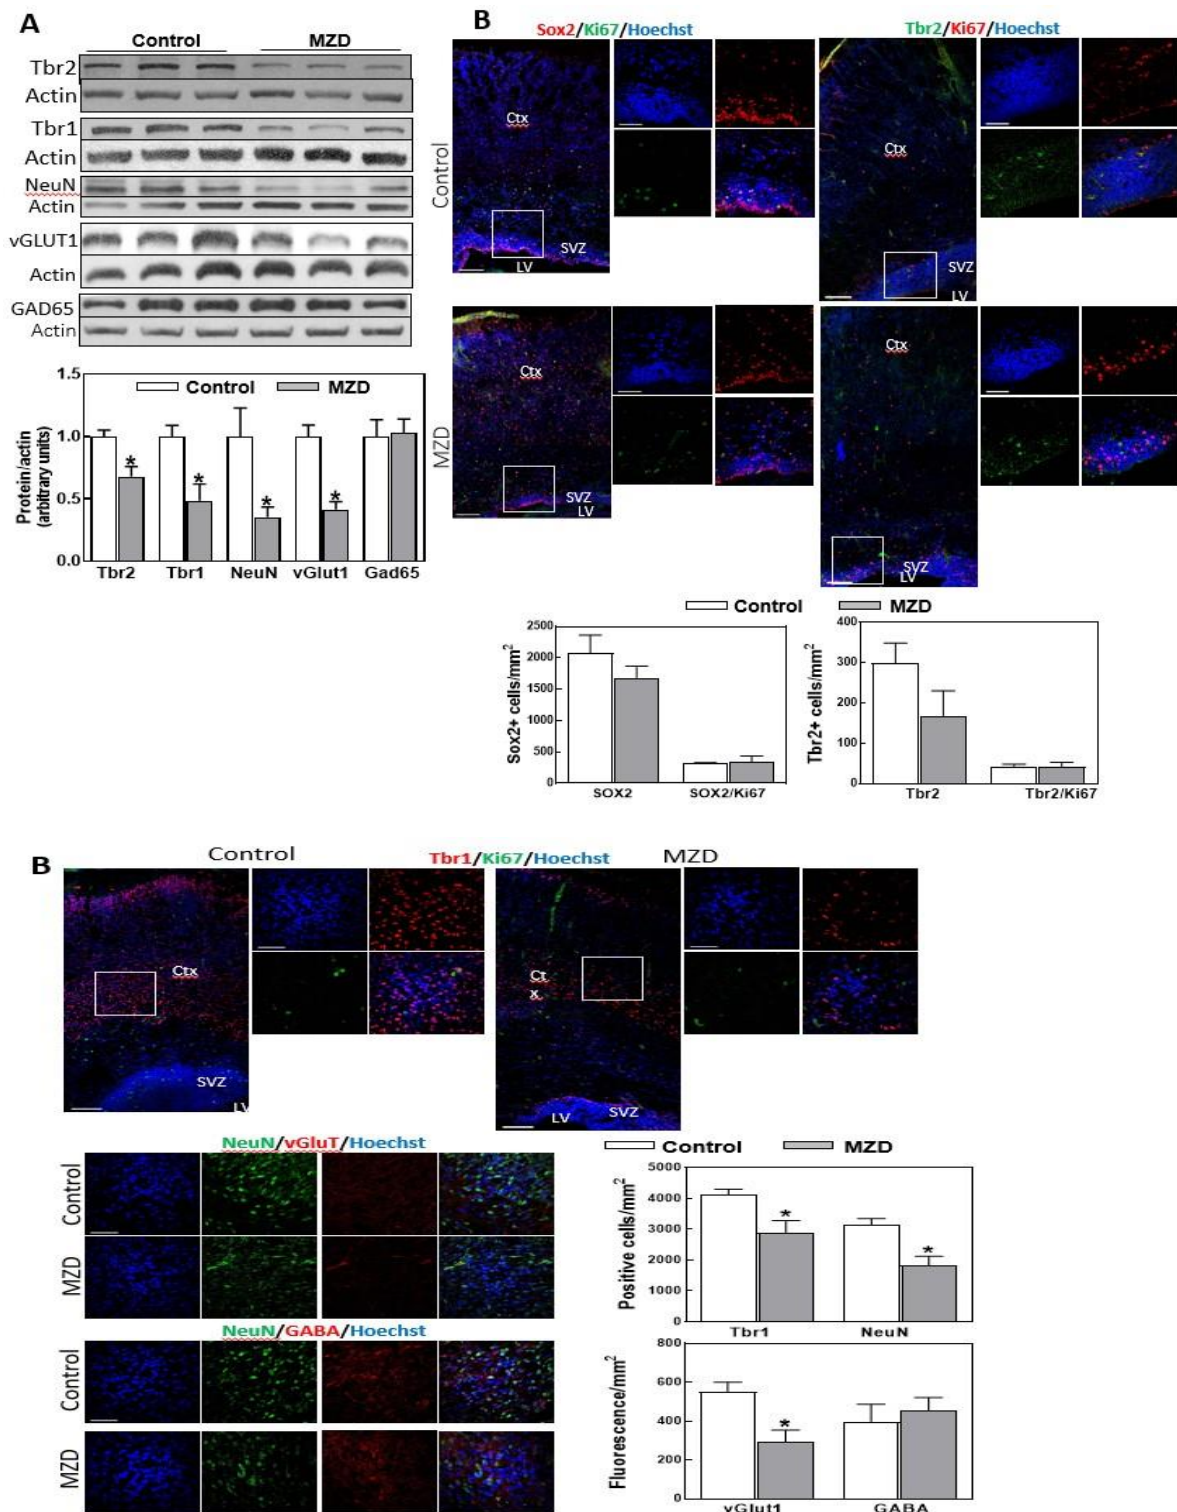 A
Control MZD
Tbr2
Actin
Tbr1
Actin
NeuN
Actin
vGLUT1
Actin
GAD65
Actin
Control MZD
Protein/actin
(arbitrary units)
1.5
1.0
0.5
0.0
* * * *
Tbr2 Tbr1 NeuN vGlut1 Gad65
B
Sox2/Ki67/Hoechst Tbr2/Ki67/Hoechst
Control
Ctx
SVZ
LV
Ctx
SVZ
LV
MZD
Ctx
SVZ
LV
Ctx
SVZ
LV
Control MZD
Sox2+ cells/mm2
2500
2000
1500
1000
500
0
SOX2 SOX2/Ki67
Tbr2+ cells/mm2
400
300
200
100
0
Tbr2 Tbr2/Ki67
B
Control Tbr1/Ki67/Hoechst MZD
Ctx
SVZ
LV
Ct
x
LV SVZ
NeuN/vGluT/Hoechst
Control
MZD
NeuN/GABA/Hoechst
Control
MZD
Control MZD
Positive cells/mm2
5000
4000
3000
2000
1000
0
* *
Tbr1 NeuN
Fluorescence/mm2
800
600
400
200
0
*
vGlut1 GABA